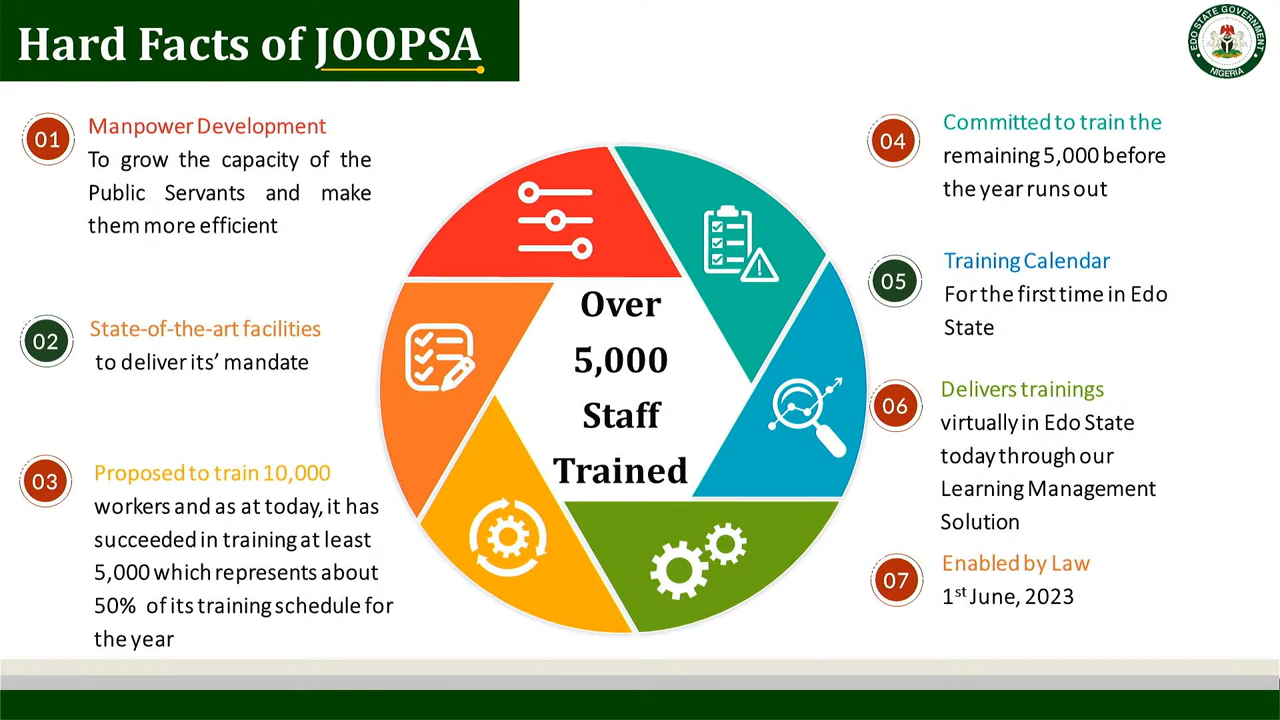 Hard Facts of JOOPSA
EDO STATE GOVERNMENT
NIGERIA
01
Manpower Development
To grow the capacity of the
Public Servants and make
them more efficient
02
State-of-the-art facilities
to deliver its’ mandate
03
Proposed to train 10,000
workers and as at today, it has
succeeded in training at least
5,000 which represents about
50% of its training schedule for
the year
Over
5,000
Staff
Trained
04
Committed to train the
remaining 5,000 before
the year runs out
05
Training Calendar
For the first time in Edo
State
06
Delivers trainings
virtually in Edo State
today through our
Learning Management
Solution
07
Enabled by Law
1st June, 2023